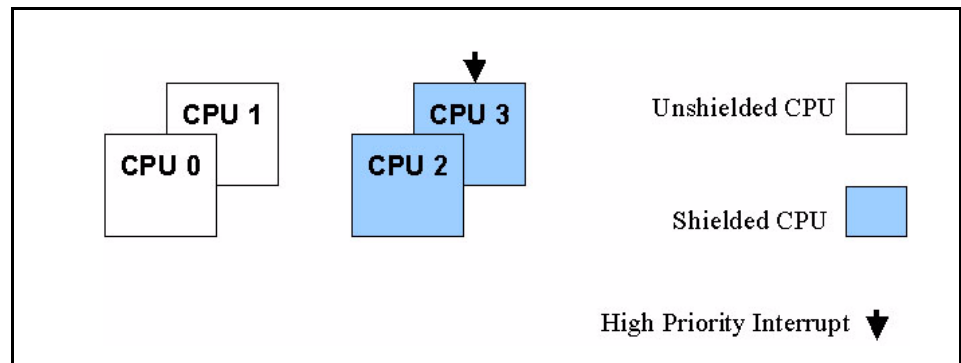 CPU 1
CPU 0
CPU 3
CPU 2
Unshielded CPU
Shielded CPU
High Priority Interrupt